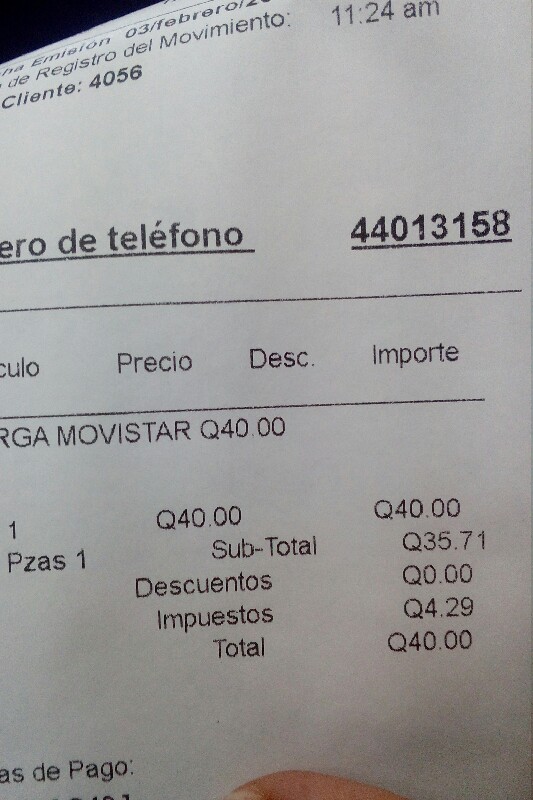 ha Emisión 03/febrero/20
de Registro del Movimiento: 11:24 am
Cliente: 4056
ero de teléfono 44013158
culo Precio Desc. Importe
RGA MOVISTAR Q40.00
1 Q40.00 Q40.00
Pzas 1 Sub-Total Q35.71
Descuentos Q0.00
Impuestos Q4.29
Total Q40.00
as de Pago: